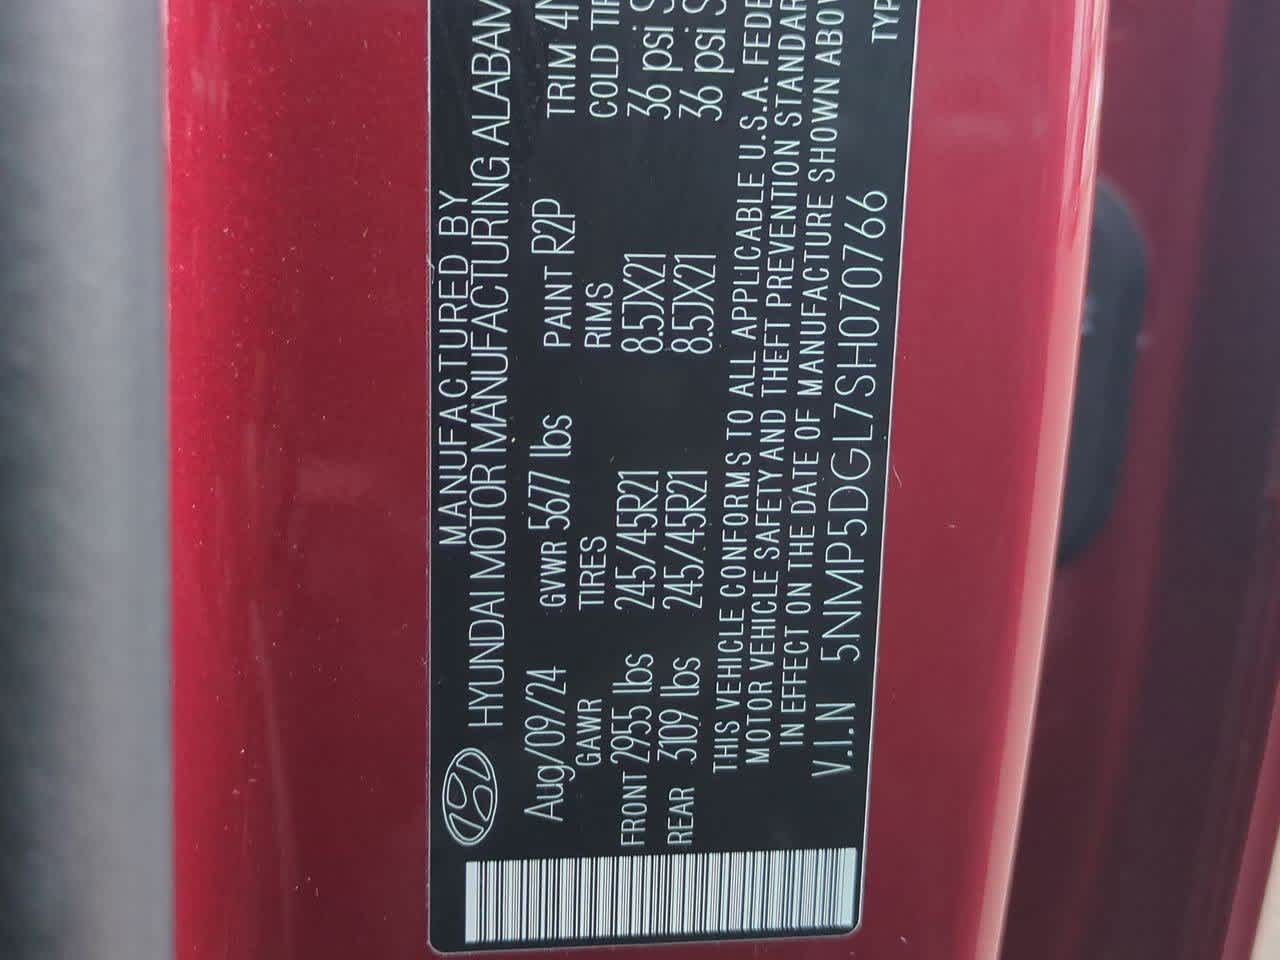 MANUFACTURED BY
HYUNDAI MOTOR MANUFACTURING ALABAM
Aug/09/24 GVWR 5677 lbs PAINT R2P TRIM 4N
GAWR TIRES RIMS COLD TIR
FRONT 2955 lbs 245/45R21 8.5JX21 36 psi S
REAR 3109 lbs 245/45R21 8.5JX21 36 psi S
THIS VEHICLE CONFORMS TO ALL APPLICABLE U.S.A. FEDE
MOTOR VEHICLE SAFETY AND THEFT PREVENTION STANDAR
IN EFFECT ON THE DATE OF MANUFACTURE SHOWN ABOV
V.I.N 5NMP5DGL7SH070766 TYP